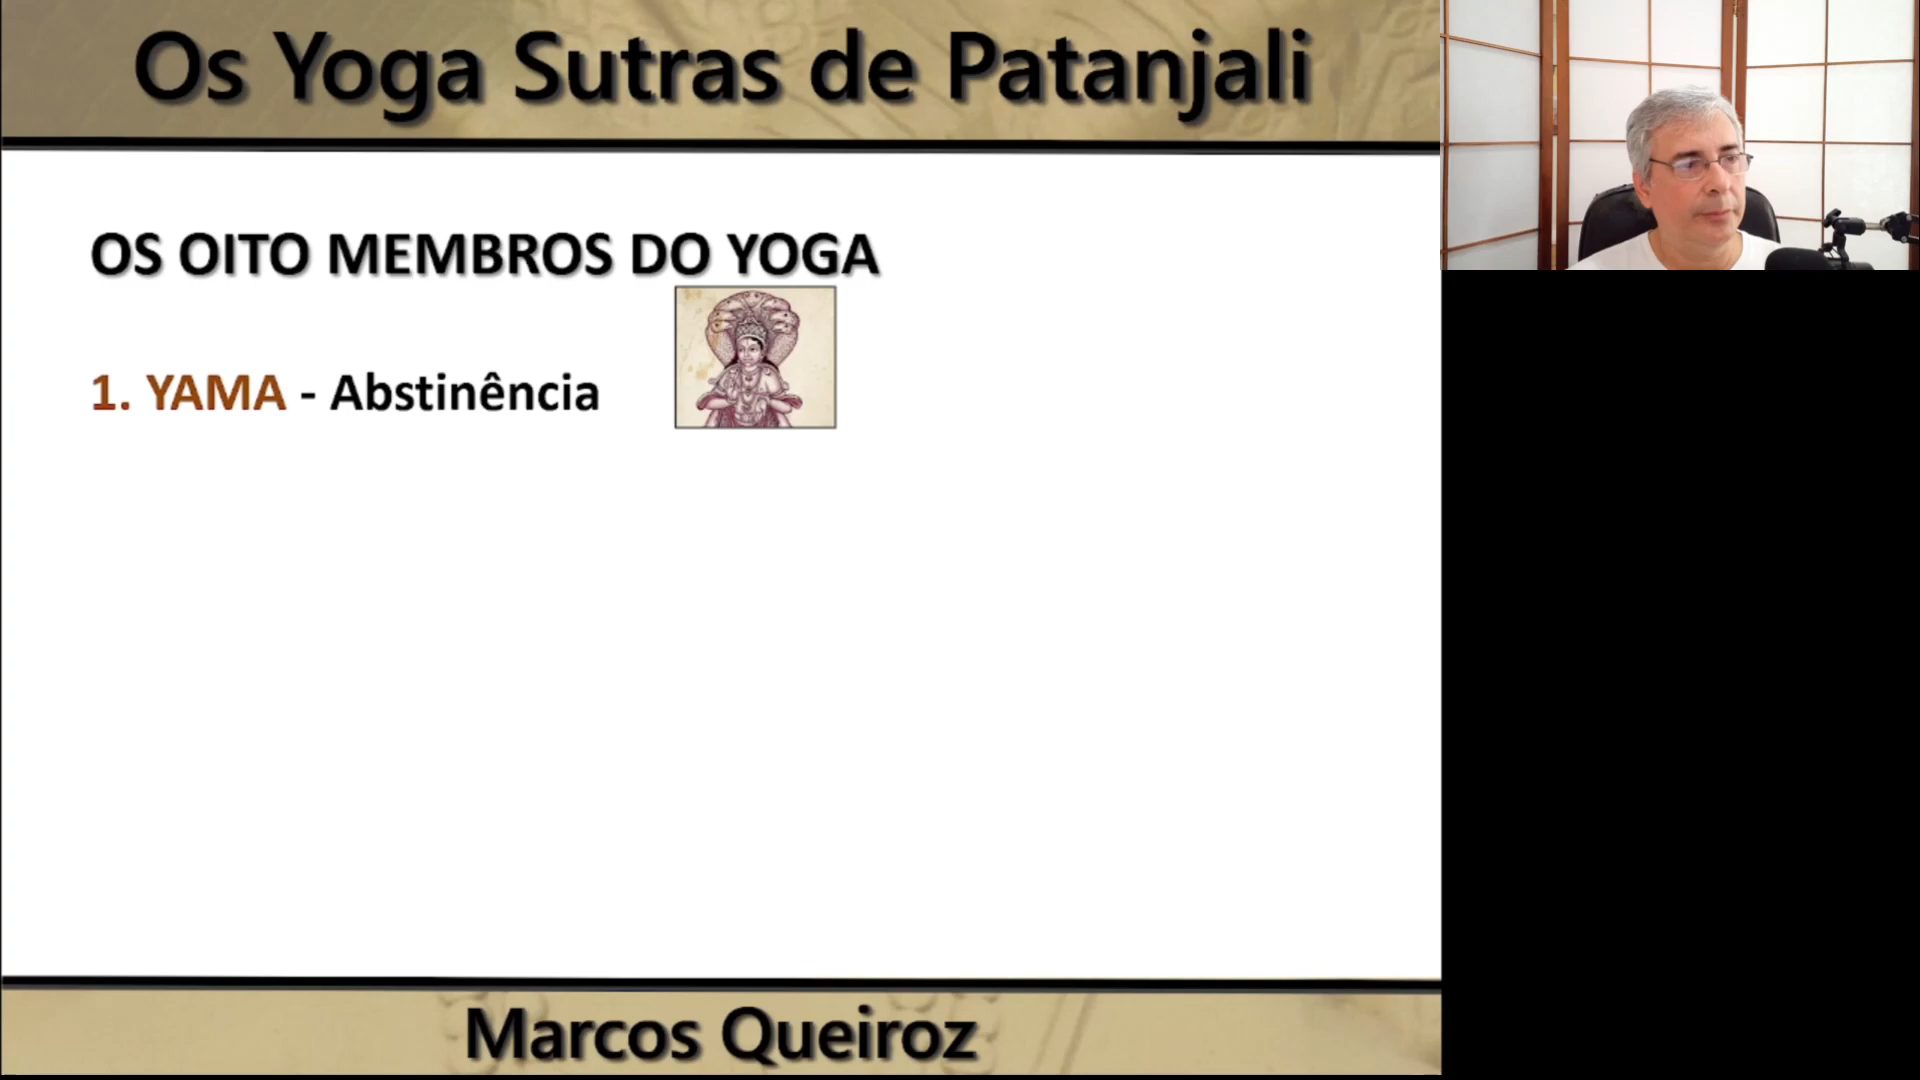 Os Yoga Sutras de Patanjali
OS OITO MEMBROS DO YOGA
1. YAMA - Abstinência
Marcos Queiroz